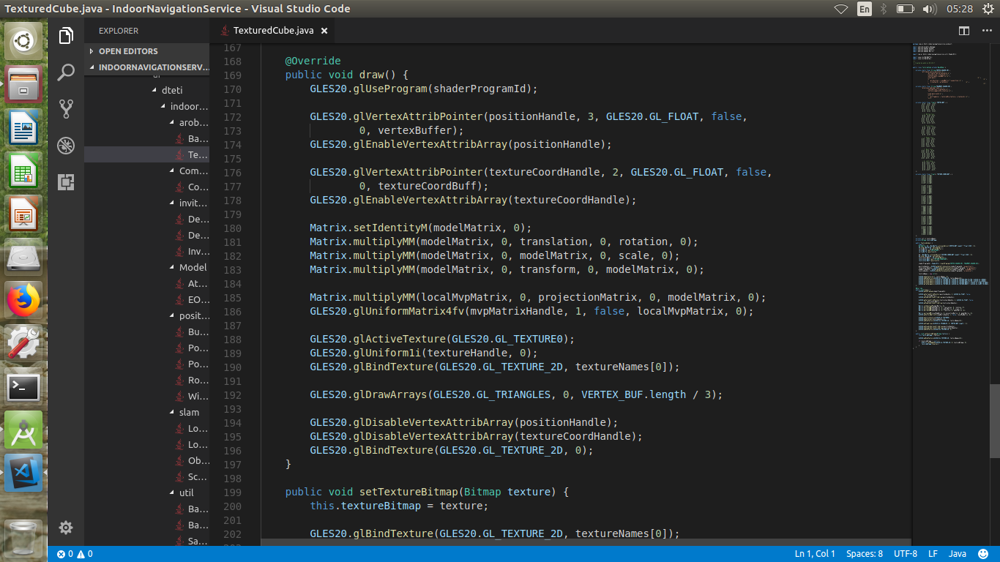 TexturedCube.java - IndoorNavigationService - Visual Studio Code
En
05:28
EXPLORER
OPEN EDITORS
INDOORNAVIGATIONSERV...
dteti
indoor...
arob...
Ba...
Te...
Com...
Co...
invit...
De...
De...
Inv...
Model
At...
EO...
posit...
Bu...
Po...
Po...
Ro...
Wi...
slam
Lo...
Lo...
Ob...
Sc...
util
Ba...
Ba...
Sa...
TexturedCube.java ×
167
168 @Override
169 public void draw() {
170 GLES20.glUseProgram(shaderProgramId);
171
172 GLES20.glVertexAttribPointer(positionHandle, 3, GLES20.GL_FLOAT, false,
173 0, vertexBuffer);
174 GLES20.glEnableVertexAttribArray(positionHandle);
175
176 GLES20.glVertexAttribPointer(textureCoordHandle, 2, GLES20.GL_FLOAT, false,
177 0, textureCoordBuff);
178 GLES20.glEnableVertexAttribArray(textureCoordHandle);
179
180 Matrix.setIdentityM(modelMatrix, 0);
181 Matrix.multiplyMM(modelMatrix, 0, translation, 0, rotation, 0);
182 Matrix.multiplyMM(modelMatrix, 0, modelMatrix, 0, scale, 0);
183 Matrix.multiplyMM(modelMatrix, 0, transform, 0, modelMatrix, 0);
184
185 Matrix.multiplyMM(localMvpMatrix, 0, projectionMatrix, 0, modelMatrix, 0);
186 GLES20.glUniformMatrix4fv(mvpMatrixHandle, 1, false, localMvpMatrix, 0);
187
188 GLES20.glActiveTexture(GLES20.GL_TEXTURE0);
189 GLES20.glUniform1i(textureHandle, 0);
190 GLES20.glBindTexture(GLES20.GL_TEXTURE_2D, textureNames[0]);
191
192 GLES20.glDrawArrays(GLES20.GL_TRIANGLES, 0, VERTEX_BUF.length / 3);
193
194 GLES20.glDisableVertexAttribArray(positionHandle);
195 GLES20.glDisableVertexAttribArray(textureCoordHandle);
196 GLES20.glBindTexture(GLES20.GL_TEXTURE_2D, 0);
197 }
198
199 public void setTextureBitmap(Bitmap texture) {
200 this.textureBitmap = texture;
201
202 GLES20.glBindTexture(GLES20.GL_TEXTURE_2D, textureNames[0]);
0 0
Ln 1, Col 1 Spaces: 8 UTF-8 LF Java